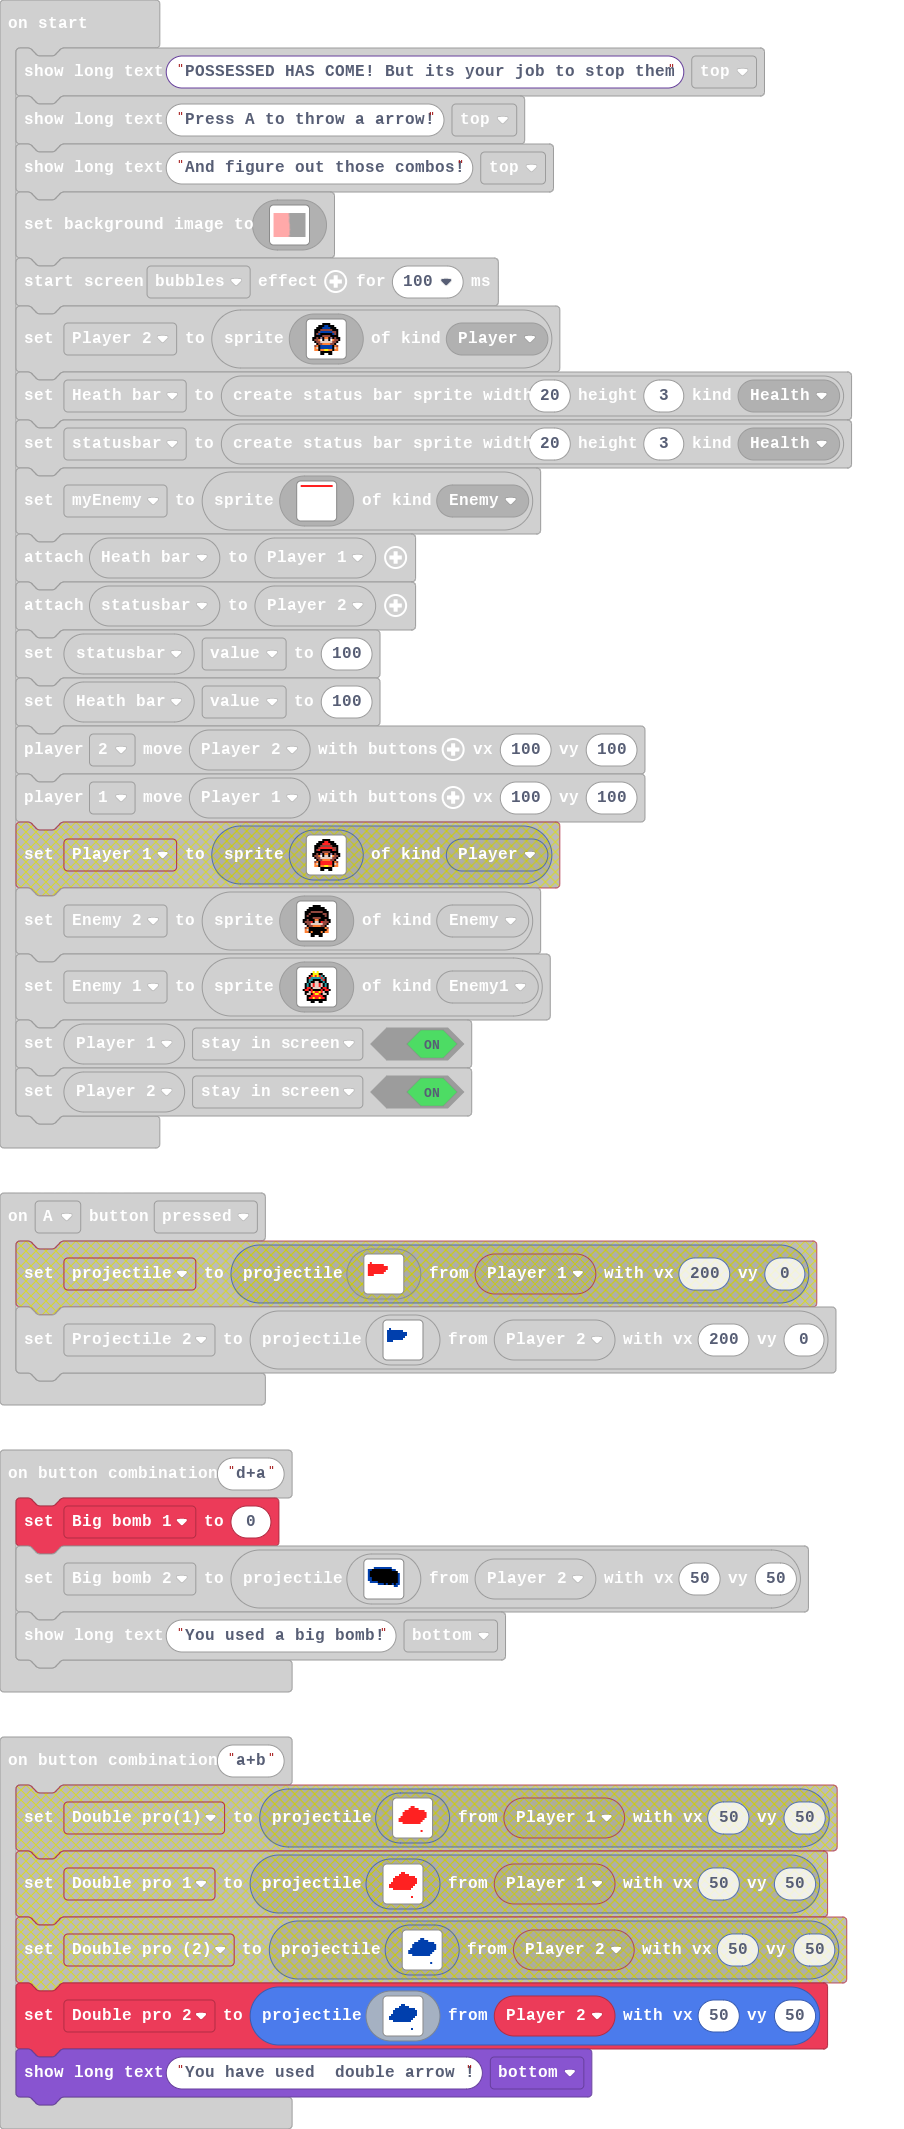 on start
show long text "POSSESSED HAS COME! But its your job to stop them" top
show long text "Press A to throw a arrow!" top
show long text "And figure out those combos!" top
set background image to
start screen bubbles effect for 100 ms
set Player 2 to sprite of kind Player
set Heath bar to create status bar sprite width 20 height 3 kind Health
set statusbar to create status bar sprite width 20 height 3 kind Health
set myEnemy to sprite of kind Enemy
attach Heath bar to Player 1
attach statusbar to Player 2
set statusbar value to 100
set Heath bar value to 100
player 2 move Player 2 with buttons vx 100 vy 100
player 1 move Player 1 with buttons vx 100 vy 100
set Player 1 to sprite of kind Player
set Enemy 2 to sprite of kind Enemy
set Enemy 1 to sprite of kind Enemy1
set Player 1 stay in screen ON
set Player 2 stay in screen ON
on A button pressed
set projectile to projectile from Player 1 with vx 200 vy 0
set Projectile 2 to projectile from Player 2 with vx 200 vy 0
on button combination "d+a"
set Big bomb 1 to 0
set Big bomb 2 to projectile from Player 2 with vx 50 vy 50
show long text "You used a big bomb!" bottom
on button combination "a+b"
set Double pro(1) to projectile from Player 1 with vx 50 vy 50
set Double pro 1 to projectile from Player 1 with vx 50 vy 50
set Double pro (2) to projectile from Player 2 with vx 50 vy 50
set Double pro 2 to projectile from Player 2 with vx 50 vy 50
show long text "You have used  double arrow !" bottom